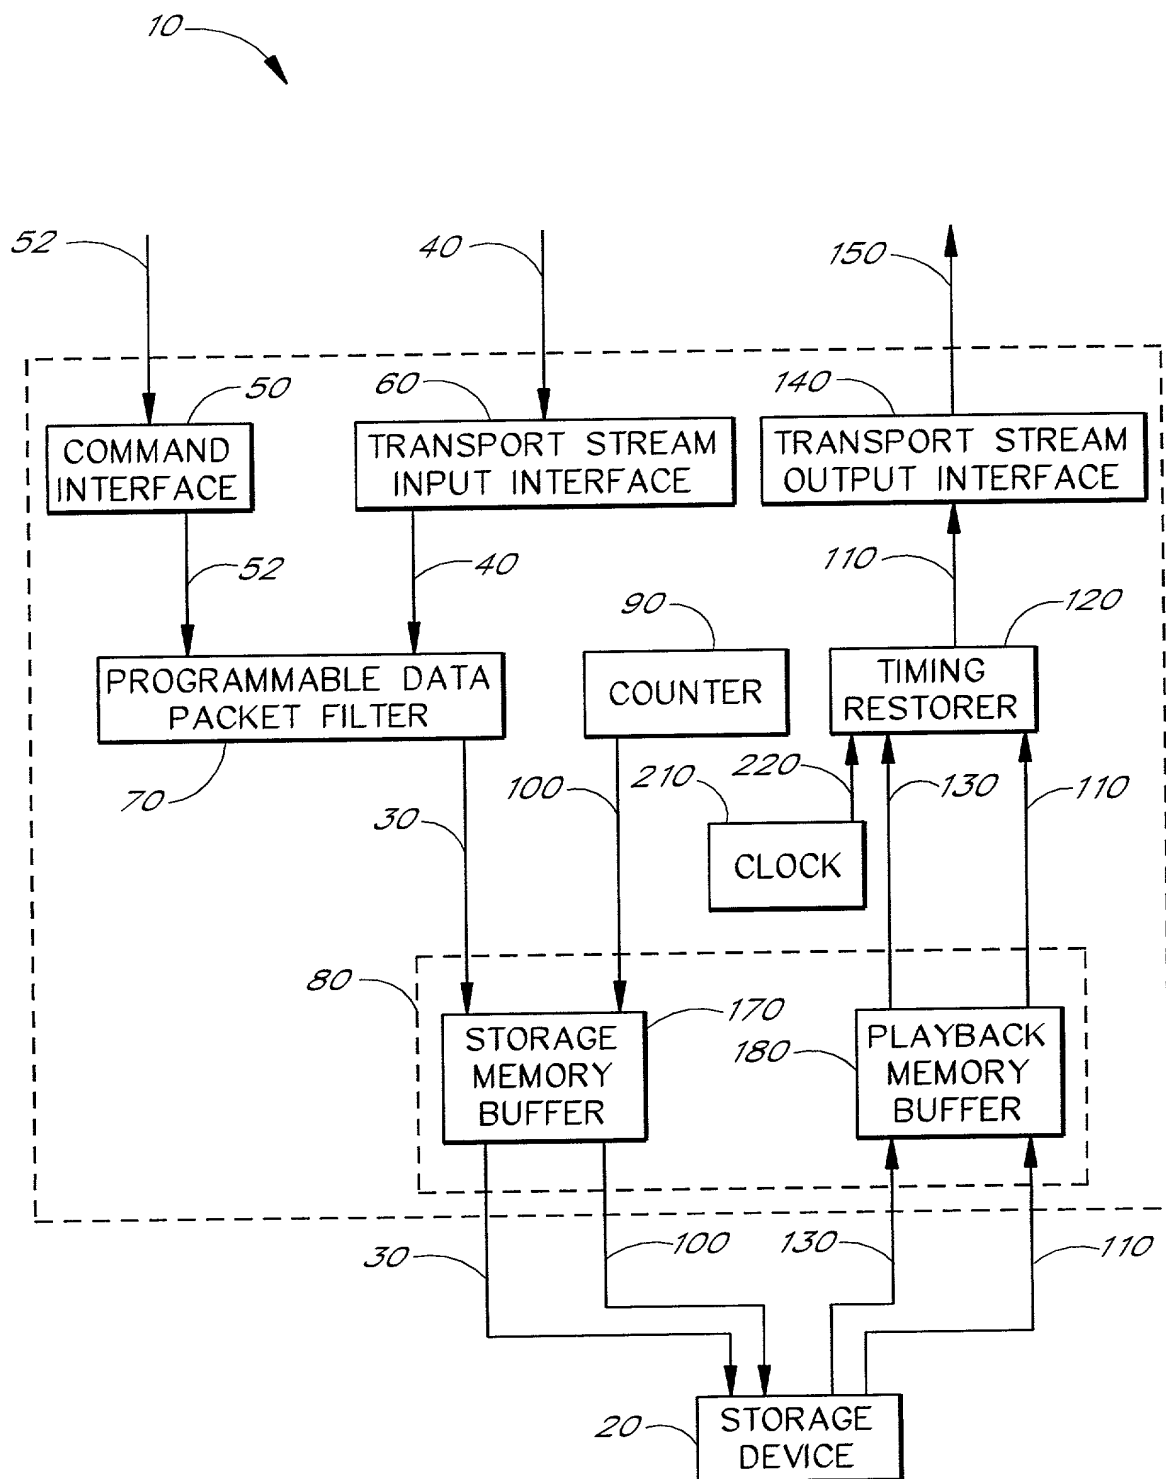 10
52
40
150
50
60
140
COMMAND
INTERFACE
TRANSPORT STREAM
INPUT INTERFACE
TRANSPORT STREAM
OUTPUT INTERFACE
52
40
110
90
120
PROGRAMMABLE DATA
PACKET FILTER
COUNTER
TIMING
RESTORER
70
30
100
210
220
130
110
CLOCK
80
170
180
STORAGE
MEMORY
BUFFER
PLAYBACK
MEMORY
BUFFER
30
100
130
110
20
STORAGE
DEVICE